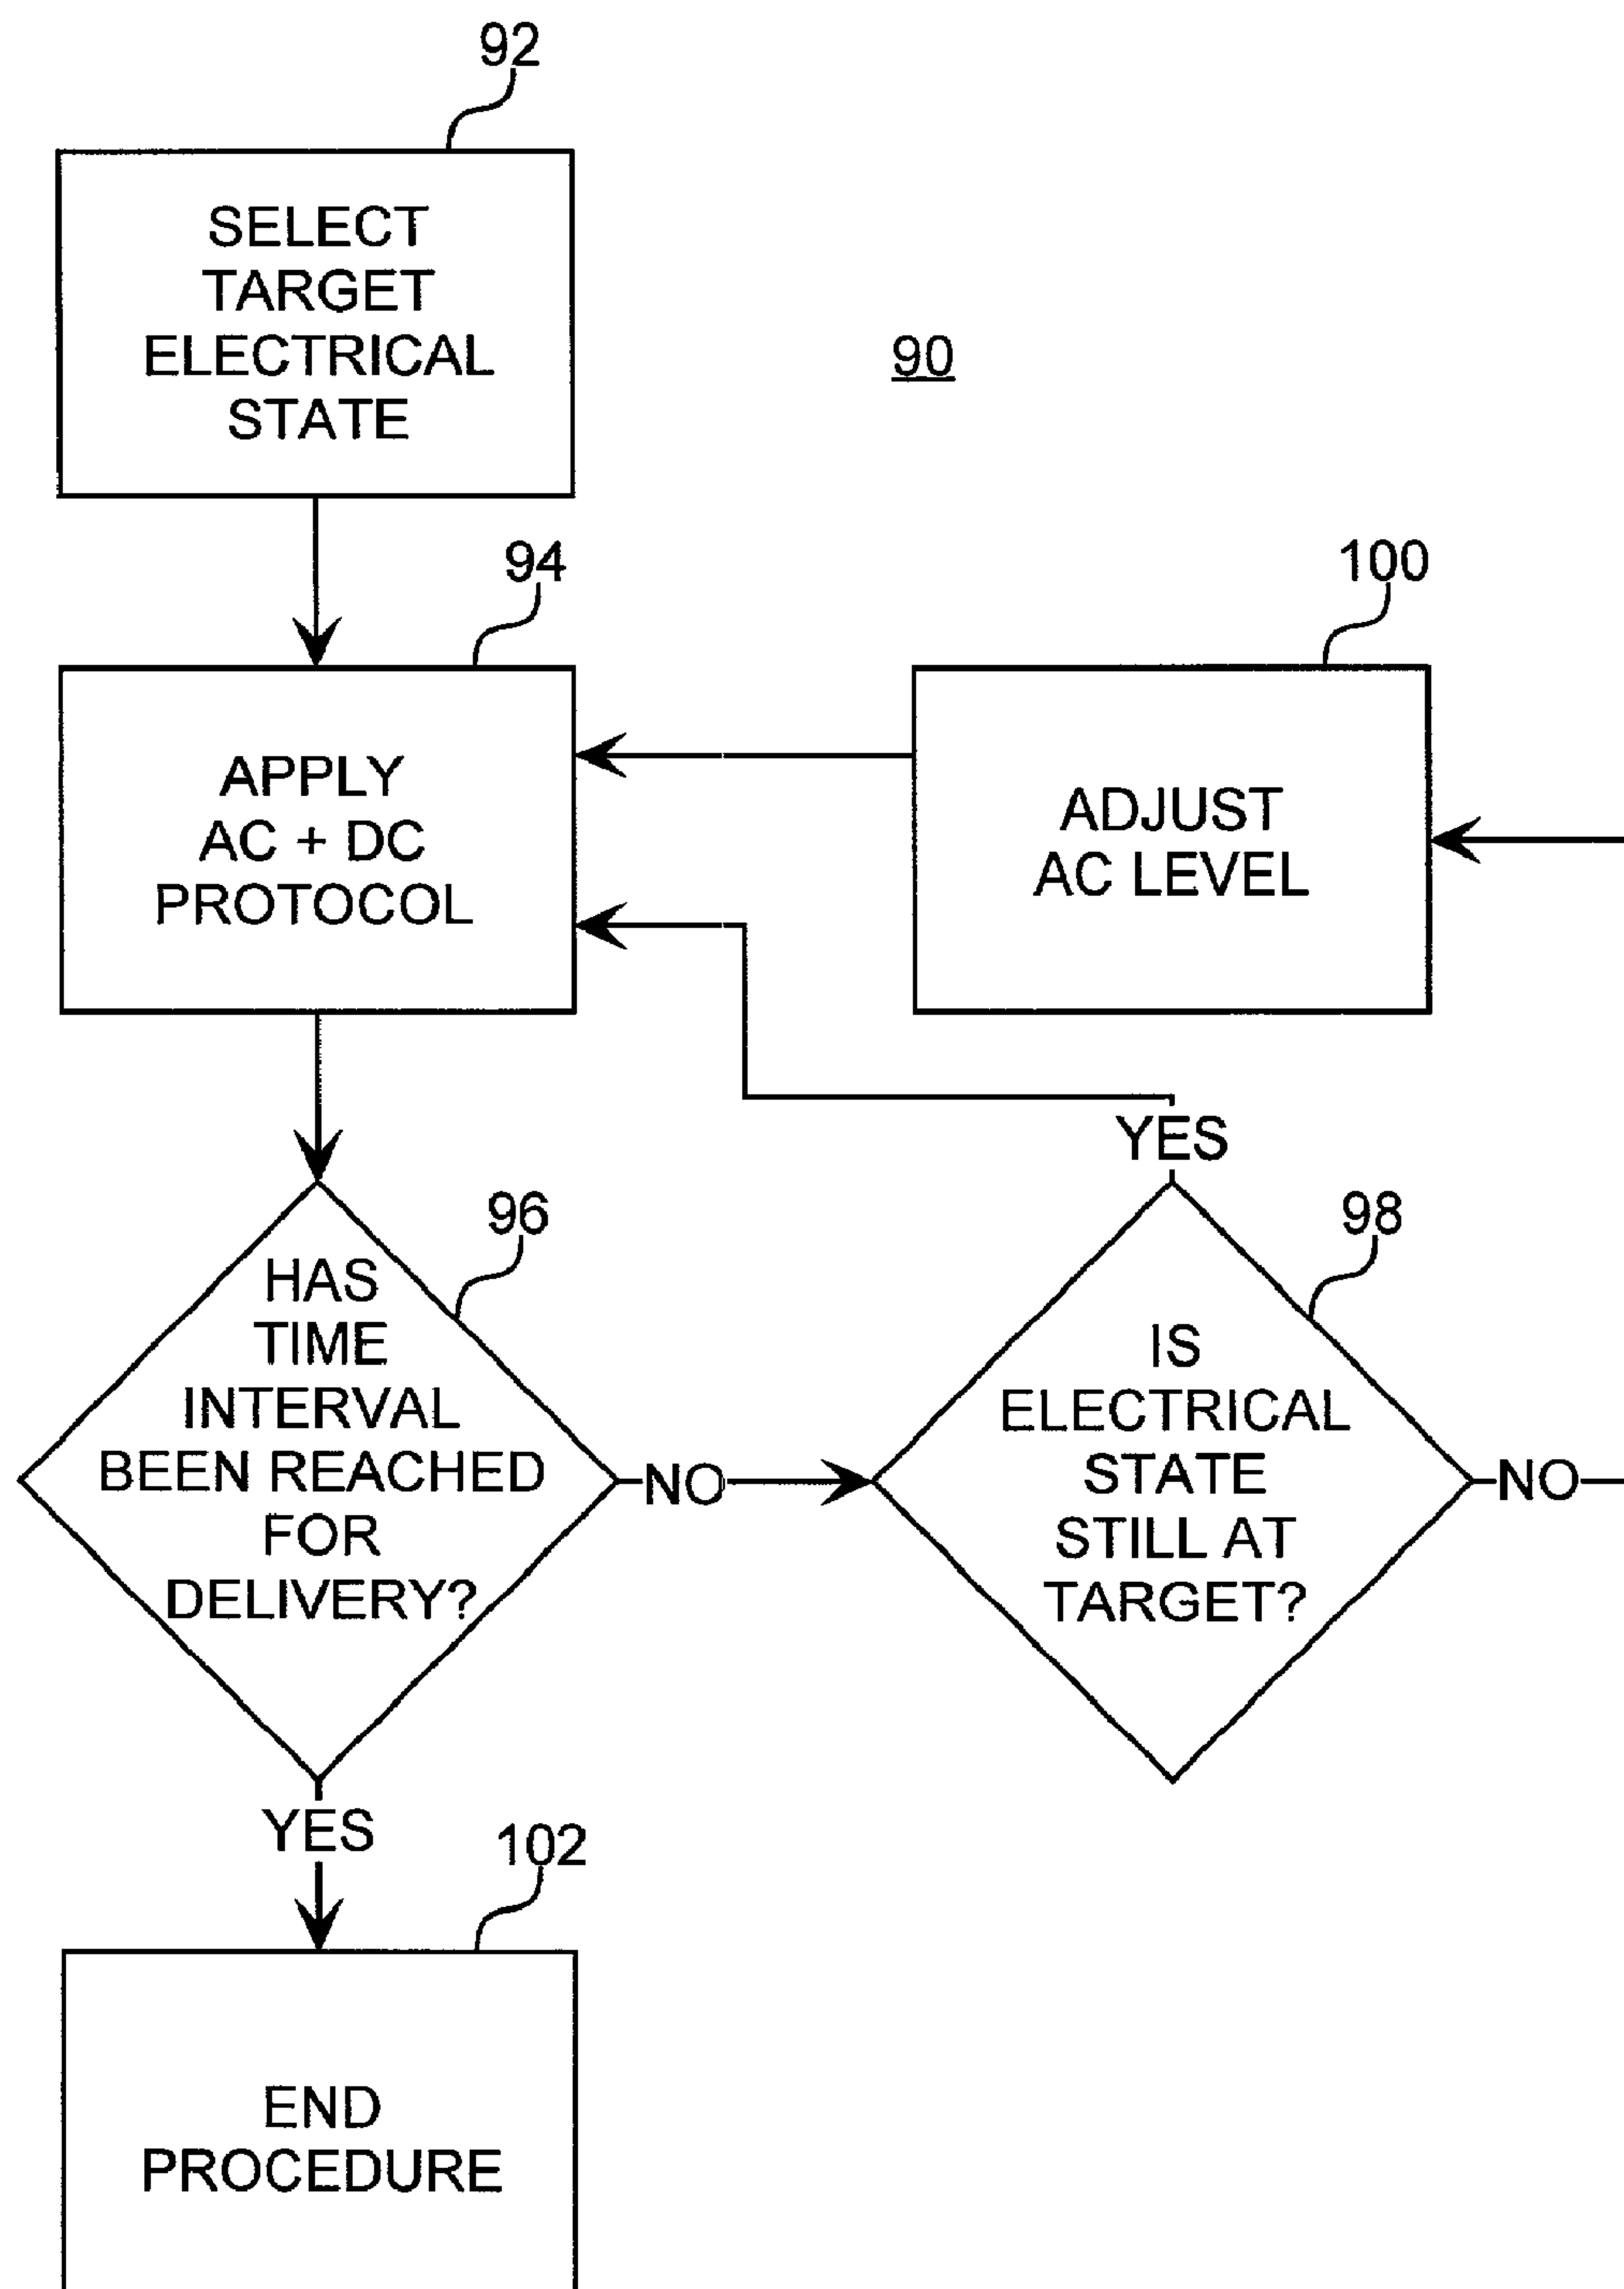 92
SELECT
TARGET
ELECTRICAL
STATE
90
94
APPLY
AC + DC
PROTOCOL
100
ADJUST
AC LEVEL
YES
96
HAS
TIME
INTERVAL
BEEN REACHED
FOR
DELIVERY?
NO
98
IS
ELECTRICAL
STATE
STILL AT
TARGET?
NO
YES
102
END
PROCEDURE